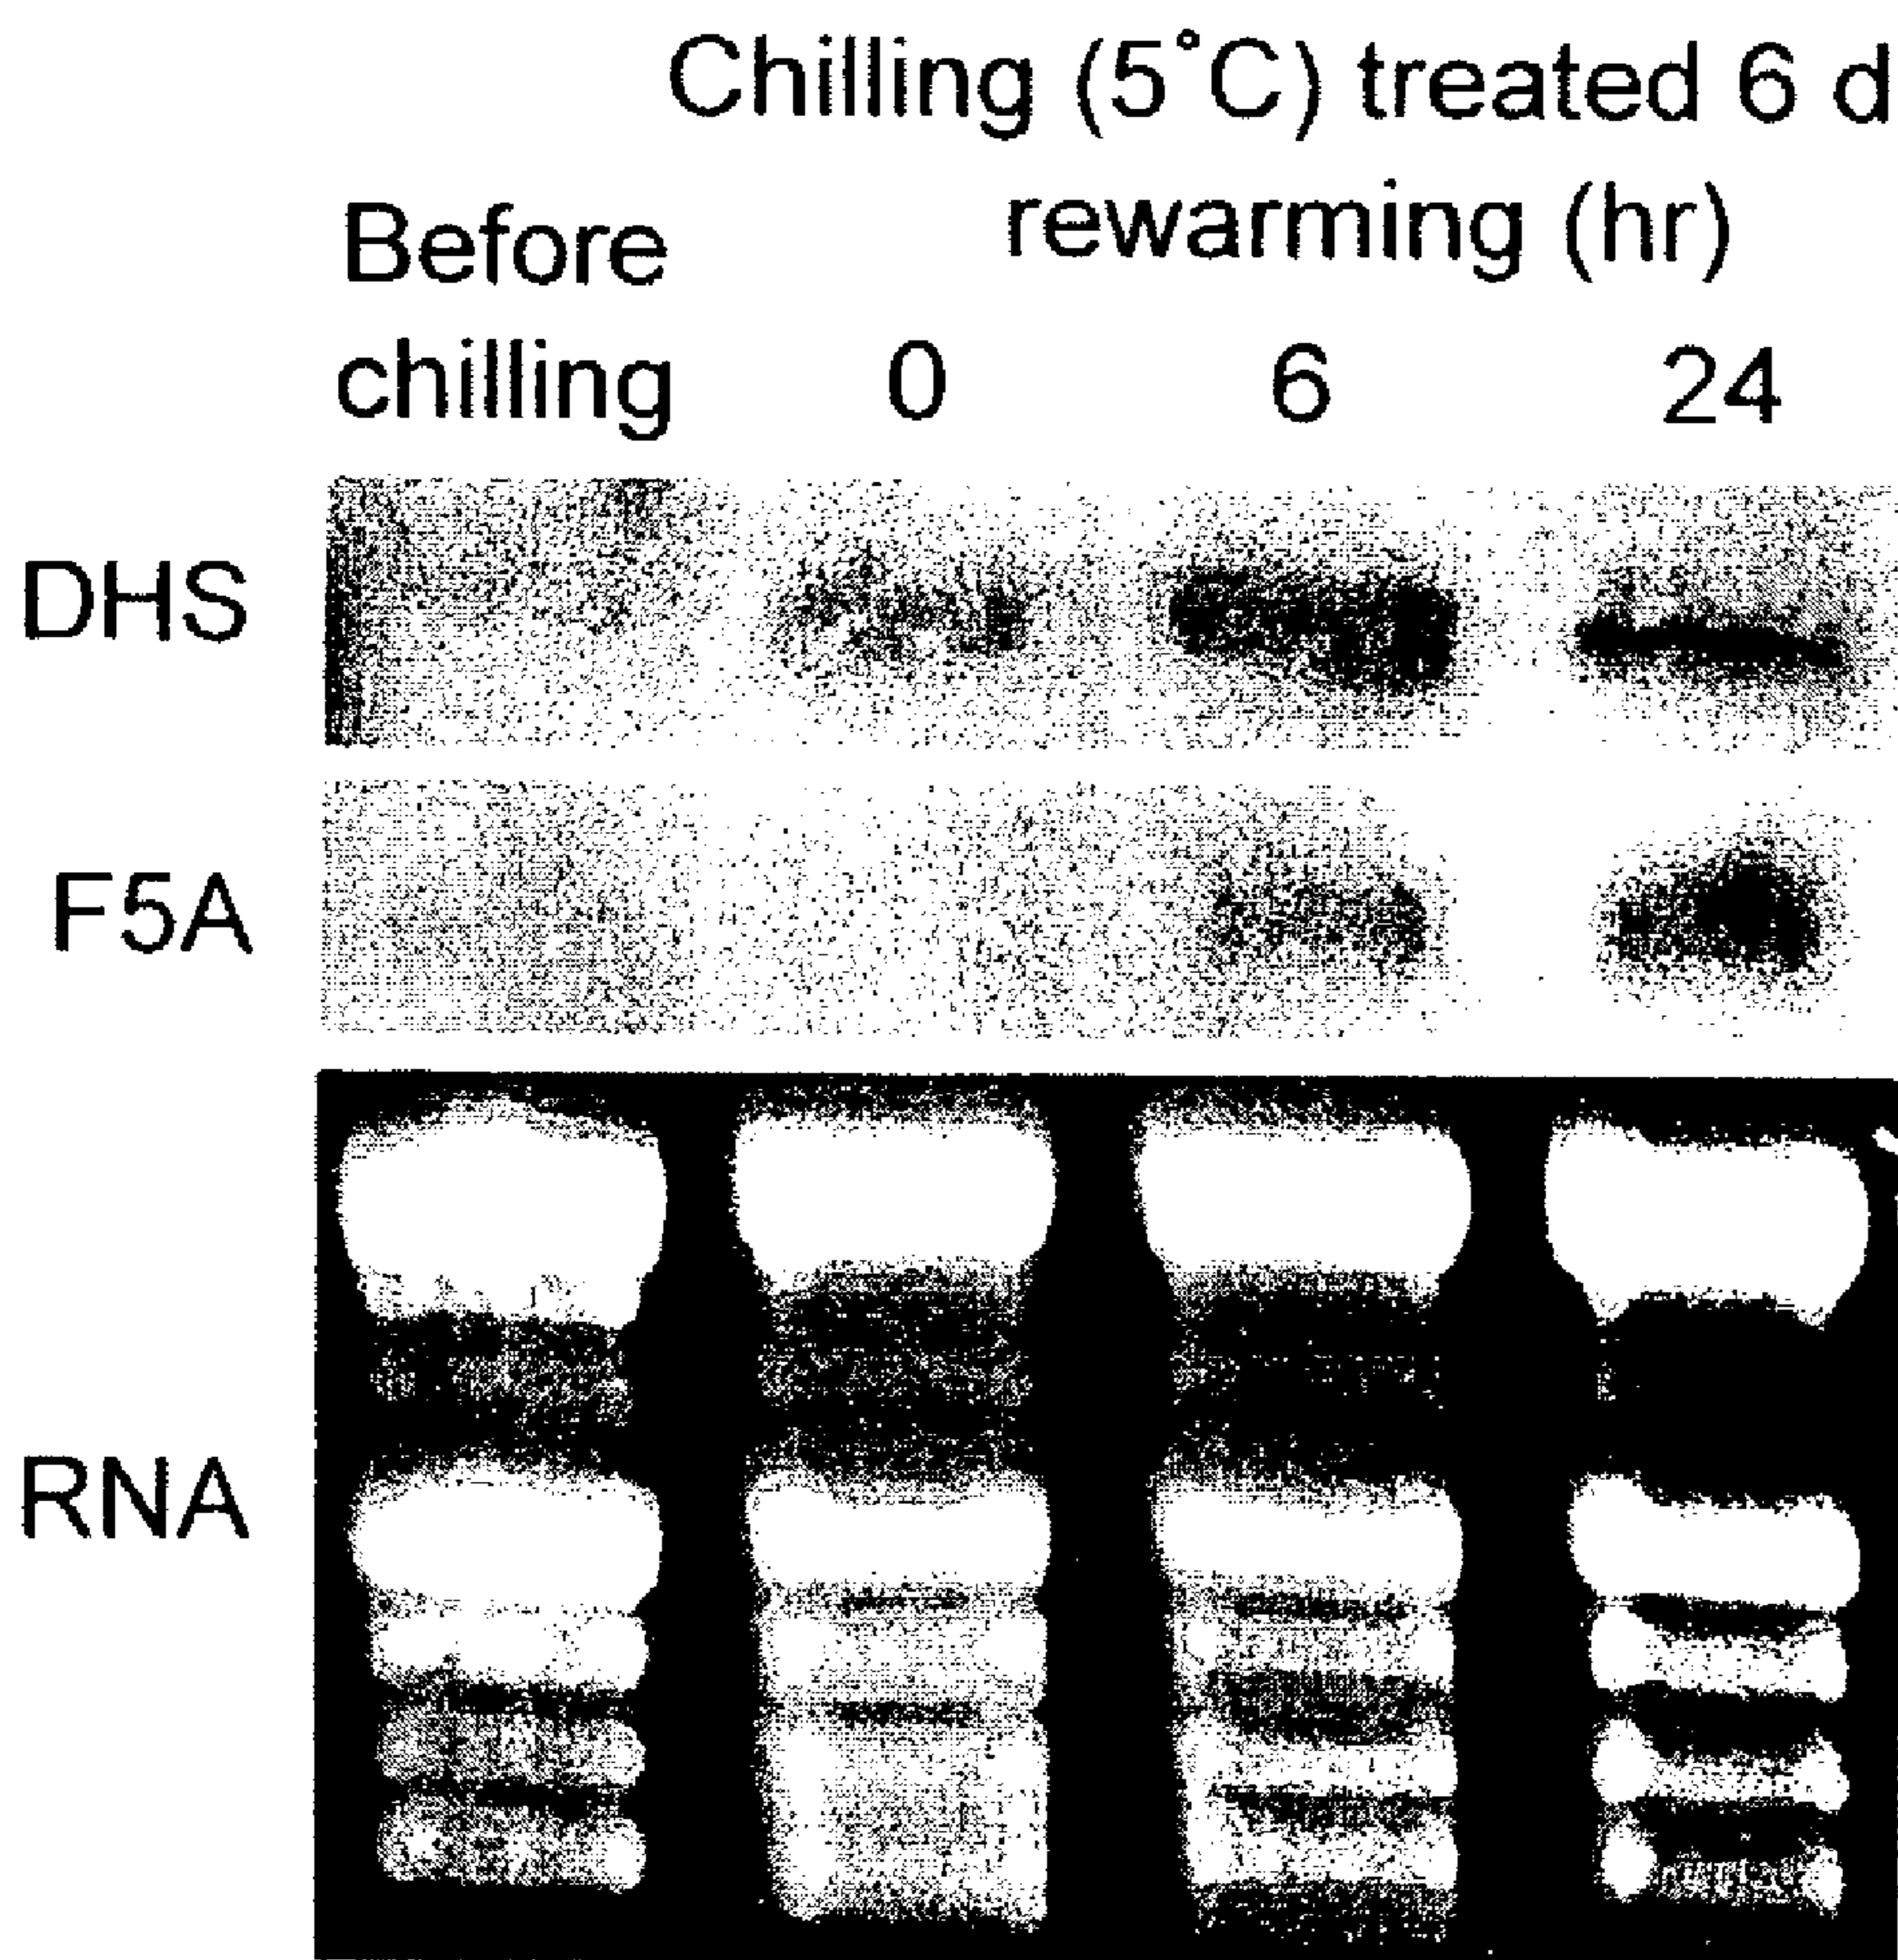 Chilling (5°C) treated 6 d
rewarming (hr)
Before
chilling
0 6 24
DHS
F5A
RNA